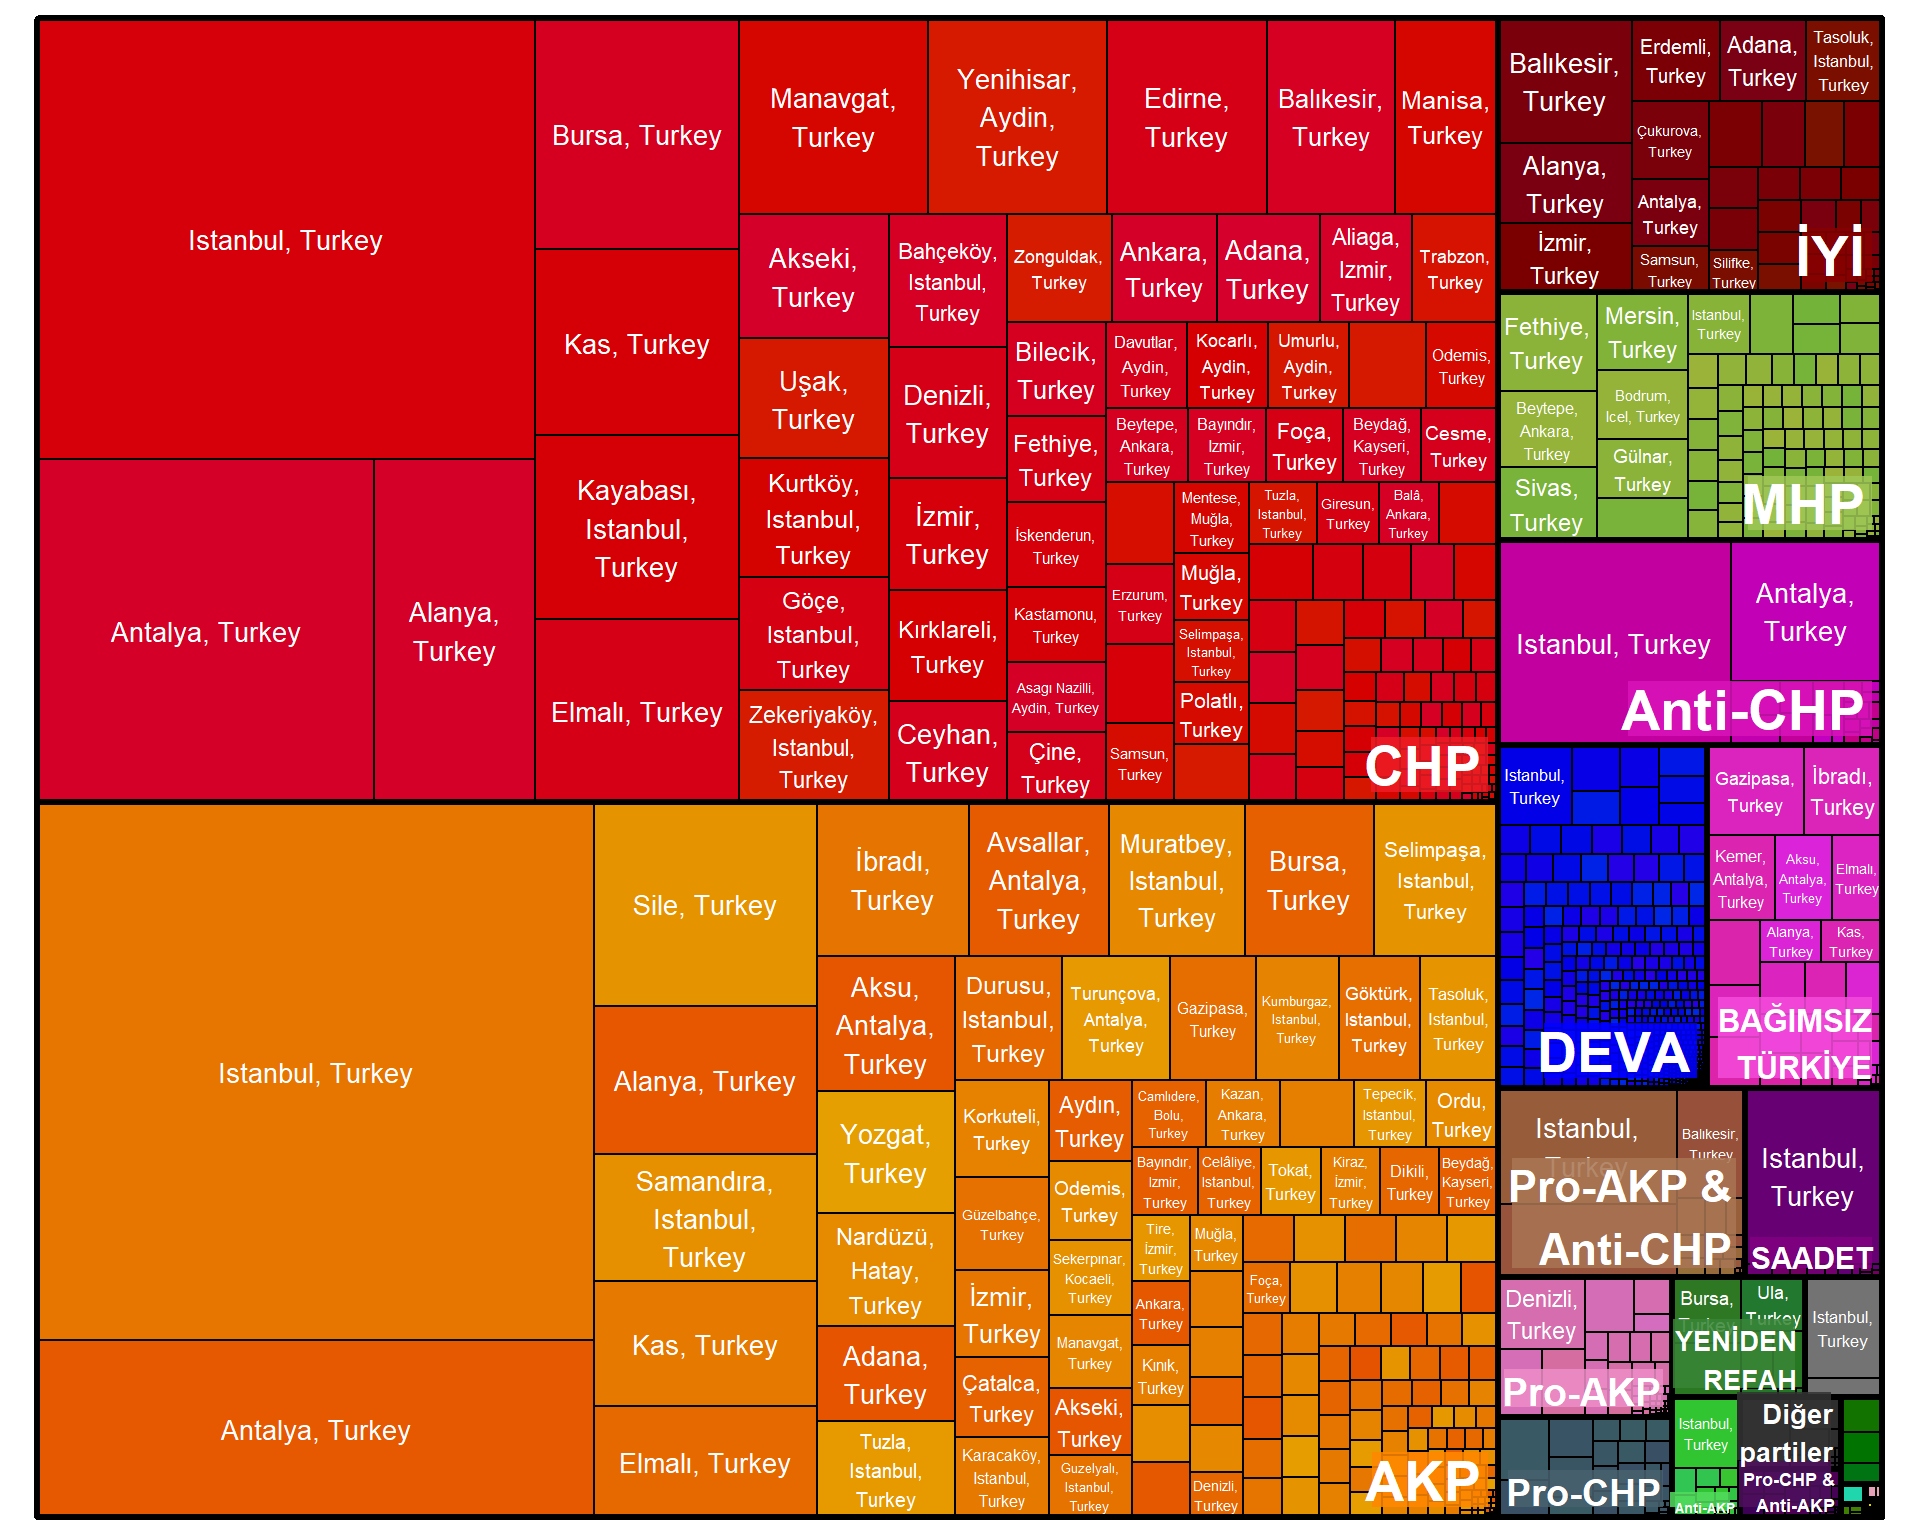 Istanbul, Turkey
Antalya, Turkey
Alanya,
Turkey
Bursa, Turkey
Kas, Turkey
Kayabası,
Istanbul,
Turkey
Elmalı, Turkey
Manavgat,
Turkey
Yenihisar,
Aydin,
Turkey
Edirne,
Turkey
Balıkesir,
Turkey
Manisa,
Turkey
Akseki,
Turkey
Uşak,
Turkey
Kurtköy,
Istanbul,
Turkey
Göçe,
Istanbul,
Turkey
Zekeriyaköy,
Istanbul,
Turkey
Bahçeköy,
Istanbul,
Turkey
Denizli,
Turkey
İzmir,
Turkey
Kırklareli,
Turkey
Ceyhan,
Turkey
Zonguldak,
Turkey
Ankara,
Turkey
Adana,
Turkey
Aliaga,
Izmir,
Turkey
Trabzon,
Turkey
Bilecik,
Turkey
Fethiye,
Turkey
İskenderun,
Turkey
Kastamonu,
Turkey
Asagı Nazilli,
Aydin, Turkey
Çine,
Turkey
Davutlar,
Aydin,
Turkey
Kocarlı,
Aydin,
Turkey
Umurlu,
Aydin,
Turkey
Odemis,
Turkey
Beytepe,
Ankara,
Turkey
Bayındır,
Izmir,
Turkey
Foça,
Turkey
Beydağ,
Kayseri,
Turkey
Cesme,
Turkey
Mentese,
Muğla,
Turkey
Tuzla,
Istanbul,
Turkey
Giresun,
Turkey
Balâ,
Ankara,
Turkey
Erzurum,
Turkey
Muğla,
Turkey
Selimpaşa,
Istanbul,
Turkey
Polatlı,
Turkey
Samsun,
Turkey
CHP
Istanbul, Turkey
Antalya, Turkey
Sile, Turkey
Alanya, Turkey
Samandıra,
Istanbul,
Turkey
Kas, Turkey
Elmalı, Turkey
İbradı,
Turkey
Avsallar,
Antalya,
Turkey
Muratbey,
Istanbul,
Turkey
Bursa,
Turkey
Selimpaşa,
Istanbul,
Turkey
Aksu,
Antalya,
Turkey
Yozgat,
Turkey
Nardüzü,
Hatay,
Turkey
Adana,
Turkey
Tuzla,
Istanbul,
Turkey
Durusu,
Istanbul,
Turkey
Turunçova,
Antalya,
Turkey
Gazipasa,
Turkey
Kumburgaz,
Istanbul,
Turkey
Göktürk,
Istanbul,
Turkey
Tasoluk,
Istanbul,
Turkey
Korkuteli,
Turkey
Güzelbahçe,
Turkey
İzmir,
Turkey
Çatalca,
Turkey
Karacaköy,
Istanbul,
Turkey
Aydın,
Turkey
Odemis,
Turkey
Sekerpınar,
Kocaeli,
Turkey
Manavgat,
Turkey
Akseki,
Turkey
Guzelyalı,
Istanbul,
Turkey
Camlıdere,
Bolu,
Turkey
Kazan,
Ankara,
Turkey
Tepecik,
Istanbul,
Turkey
Ordu,
Turkey
Bayındır,
Izmir,
Turkey
Celâliye,
Istanbul,
Turkey
Tokat,
Turkey
Kiraz,
İzmir,
Turkey
Dikili,
Turkey
Beydağ,
Kayseri,
Turkey
Tire,
İzmir,
Turkey
Muğla,
Turkey
Ankara,
Turkey
Foça,
Turkey
Kınık,
Turkey
Denizli,
Turkey
AKP
Balıkesir,
Turkey
Alanya,
Turkey
İzmir,
Turkey
Erdemli,
Turkey
Adana,
Turkey
Tasoluk,
Istanbul,
Turkey
Çukurova,
Turkey
Antalya,
Turkey
Samsun,
Turkey
Silifke,
Turkey
İYİ
Fethiye,
Turkey
Beytepe,
Ankara,
Turkey
Sivas,
Turkey
Mersin,
Turkey
Bodrum,
Icel, Turkey
Gülnar,
Turkey
Istanbul,
Turkey
MHP
Istanbul, Turkey
Antalya,
Turkey
Anti-CHP
Istanbul,
Turkey
DEVA
Gazipasa,
Turkey
İbradı,
Turkey
Kemer,
Antalya,
Turkey
Aksu,
Antalya,
Turkey
Elmalı,
Turkey
Alanya,
Turkey
Kas,
Turkey
BAĞIMSIZ
TÜRKİYE
Istanbul,
Turkey
Balıkesir,
Turkey
Pro-AKP &
Anti-CHP
Istanbul,
Turkey
SAADET
Denizli,
Turkey
Pro-AKP
Bursa,
Turkey
Ula,
Turkey
YENİDEN
REFAH
Istanbul,
Turkey
Pro-CHP
Istanbul,
Turkey
Anti-AKP
Diğer
partiler
Pro-CHP &
Anti-AKP